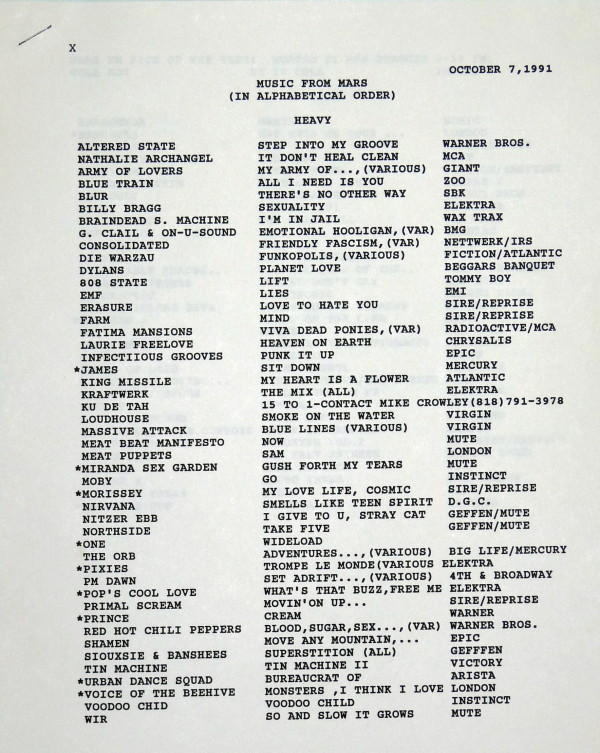 X
OCTOBER 7,1991
MUSIC FROM MARS
(IN ALPHABETICAL ORDER)
HEAVY
ALTERED STATE STEP INTO MY GROOVE WARNER BROS.
NATHALIE ARCHANGEL IT DON'T HEAL CLEAN MCA
ARMY OF LOVERS MY ARMY OF...,(VARIOUS) GIANT
BLUE TRAIN ALL I NEED IS YOU ZOO
BLUR THERE'S NO OTHER WAY SBK
BILLY BRAGG SEXUALITY ELEKTRA
BRAINDEAD S. MACHINE I'M IN JAIL WAX TRAX
G. CLAIL & ON-U-SOUND EMOTIONAL HOOLIGAN,(VAR) BMG
CONSOLIDATED FRIENDLY FASCISM,(VAR) NETTWERK/IRS
DIE WARZAU FUNKOPOLIS,(VARIOUS) FICTION/ATLANTIC
DYLANS PLANET LOVE BEGGARS BANQUET
808 STATE LIFT TOMMY BOY
EMF LIES EMI
ERASURE LOVE TO HATE YOU SIRE/REPRISE
FARM MIND SIRE/REPRISE
FATIMA MANSIONS VIVA DEAD PONIES,(VAR) RADIOACTIVE/MCA
LAURIE FREELOVE HEAVEN ON EARTH CHRYSALIS
INFECTIIOUS GROOVES PUNK IT UP EPIC
*JAMES SIT DOWN MERCURY
KING MISSILE MY HEART IS A FLOWER ATLANTIC
KRAFTWERK THE MIX (ALL) ELEKTRA
KU DE TAH 15 TO 1-CONTACT MIKE CROWLEY(818)791-3978
LOUDHOUSE SMOKE ON THE WATER VIRGIN
MASSIVE ATTACK BLUE LINES (VARIOUS) VIRGIN
MEAT BEAT MANIFESTO NOW MUTE
MEAT PUPPETS SAM LONDON
*MIRANDA SEX GARDEN GUSH FORTH MY TEARS MUTE
MOBY GO INSTINCT
*MORISSEY MY LOVE LIFE, COSMIC SIRE/REPRISE
NIRVANA SMELLS LIKE TEEN SPIRIT D.G.C.
NITZER EBB I GIVE TO U, STRAY CAT GEFFEN/MUTE
NORTHSIDE TAKE FIVE GEFFEN/MUTE
*ONE WIDELOAD
THE ORB ADVENTURES...,(VARIOUS) BIG LIFE/MERCURY
*PIXIES TROMPE LE MONDE(VARIOUS ELEKTRA
PM DAWN SET ADRIFT...,(VARIOUS) 4TH & BROADWAY
*POP'S COOL LOVE WHAT'S THAT BUZZ,FREE ME ELEKTRA
PRIMAL SCREAM MOVIN'ON UP... SIRE/REPRISE
*PRINCE CREAM WARNER
RED HOT CHILI PEPPERS BLOOD,SUGAR,SEX...,(VAR) WARNER BROS.
SHAMEN MOVE ANY MOUNTAIN,... EPIC
SIOUXSIE & BANSHEES SUPERSTITION (ALL) GEFFFEN
TIN MACHINE TIN MACHINE II VICTORY
*URBAN DANCE SQUAD BUREAUCRAT OF ARISTA
*VOICE OF THE BEEHIVE MONSTERS ,I THINK I LOVE LONDON
VOODOO CHID VOODOO CHILD INSTINCT
WIR SO AND SLOW IT GROWS MUTE